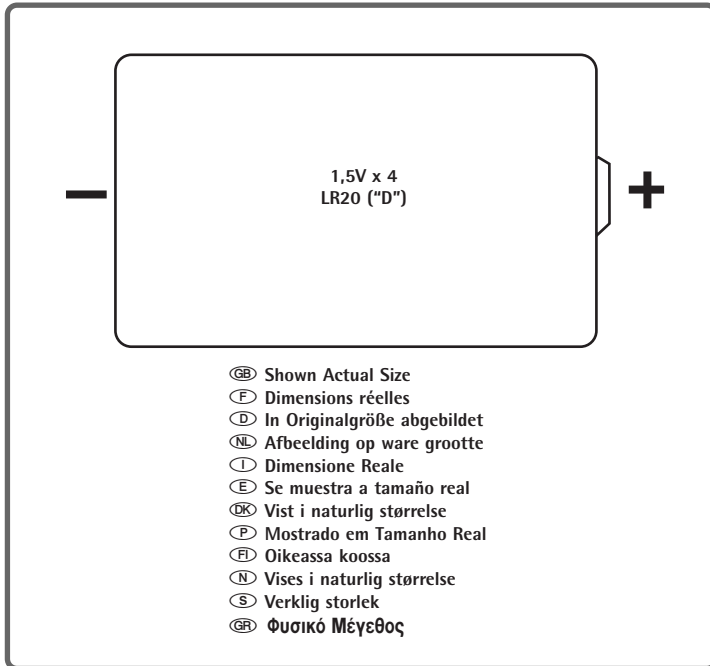 1,5V x 4
LR20 (“D”)
– +
GB Shown Actual Size
F Dimensions réelles
D In Originalgröße abgebildet
NL Afbeelding op ware grootte
I Dimensione Reale
E Se muestra a tamaño real
DK Vist i naturlig størrelse
P Mostrado em Tamanho Real
FI Oikeassa koossa
N Vises i naturlig størrelse
S Verklig storlek
GR Φυσικό Μέγεθος